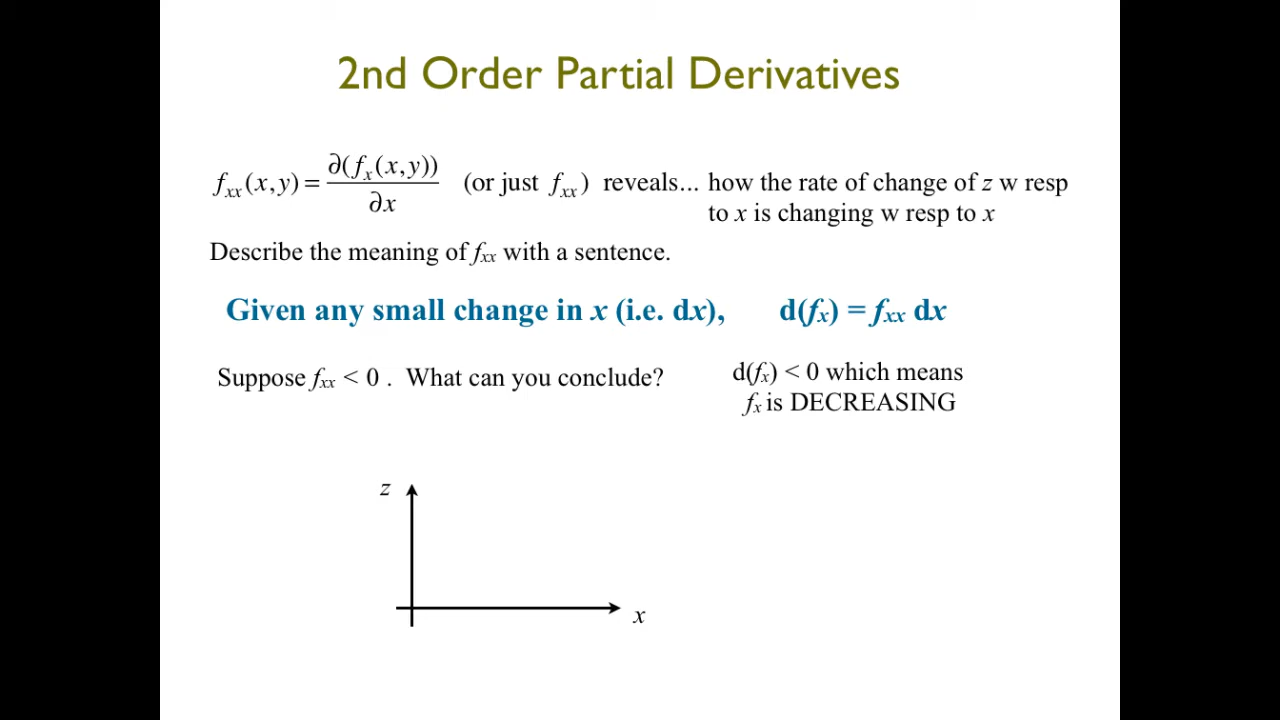 2nd Order Partial Derivatives
f_xx(x,y) = ∂(f_x(x,y))/∂x (or just f_xx) reveals... how the rate of change of z w resp
to x is changing w resp to x
Describe the meaning of f_xx with a sentence.
Given any small change in x (i.e. dx), d(f_x) = f_xx dx
Suppose f_xx < 0 . What can you conclude? d(f_x) < 0 which means
f_x is DECREASING
z
x